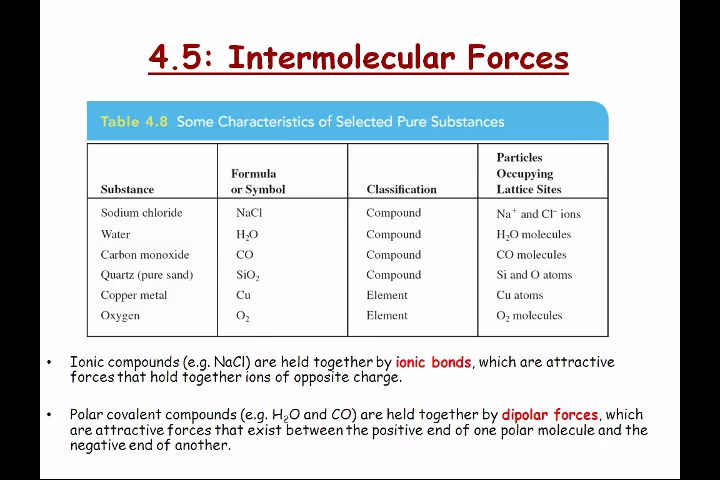 4.5: Intermolecular Forces
Table 4.8 Some Characteristics of Selected Pure Substances
Substance Formula or Symbol Classification Particles Occupying Lattice Sites
Sodium chloride NaCl Compound Na⁺ and Cl⁻ ions
Water H₂O Compound H₂O molecules
Carbon monoxide CO Compound CO molecules
Quartz (pure sand) SiO₂ Compound Si and O atoms
Copper metal Cu Element Cu atoms
Oxygen O₂ Element O₂ molecules
• Ionic compounds (e.g. NaCl) are held together by ionic bonds, which are attractive
forces that hold together ions of opposite charge.
• Polar covalent compounds (e.g. H₂O and CO) are held together by dipolar forces, which
are attractive forces that exist between the positive end of one polar molecule and the
negative end of another.